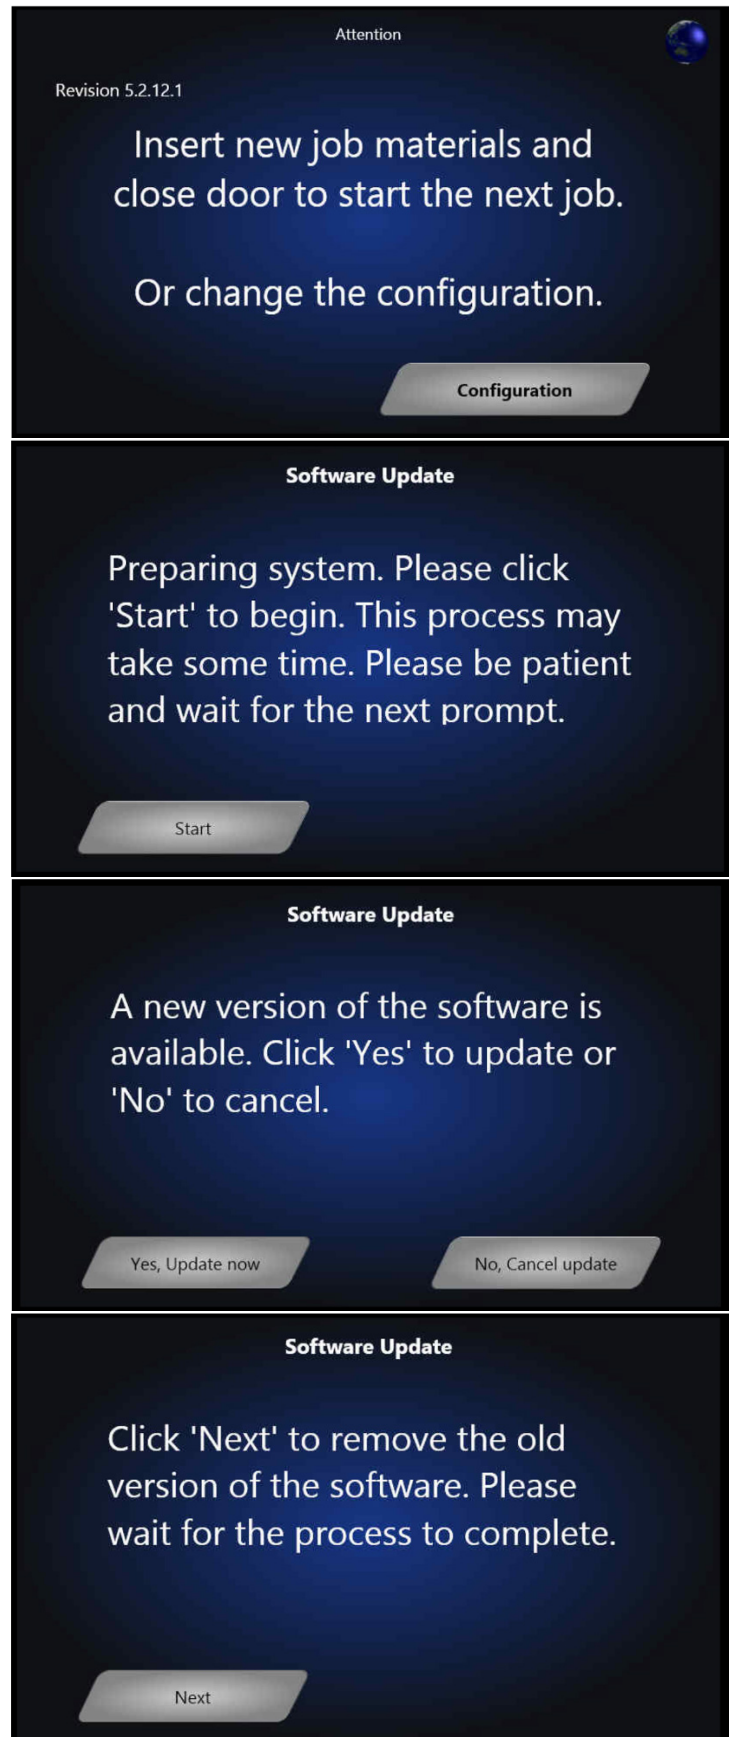 Attention
Revision 5.2.12.1
Insert new job materials and
close door to start the next job.
Or change the configuration.
Configuration
Software Update
Preparing system. Please click
'Start' to begin. This process may
take some time. Please be patient
and wait for the next prompt.
Start
Software Update
A new version of the software is
available. Click 'Yes' to update or
'No' to cancel.
Yes, Update now
No, Cancel update
Software Update
Click 'Next' to remove the old
version of the software. Please
wait for the process to complete.
Next